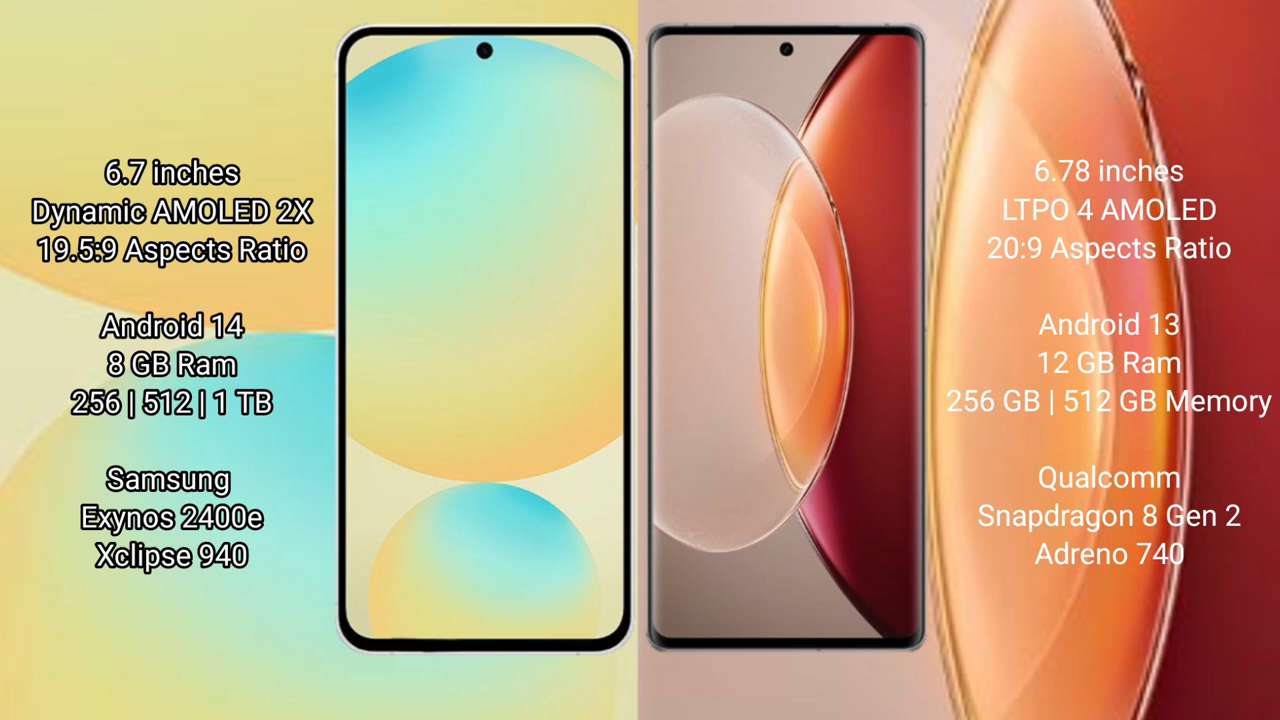 6.7 inches
Dynamic AMOLED 2X
19.5:9 Aspects Ratio
Android 14
8 GB Ram
256 | 512 | 1 TB
Samsung
Exynos 2400e
Xclipse 940
6.78 inches
LTPO 4 AMOLED
20:9 Aspects Ratio
Android 13
12 GB Ram
256 GB | 512 GB Memory
Qualcomm
Snapdragon 8 Gen 2
Adreno 740